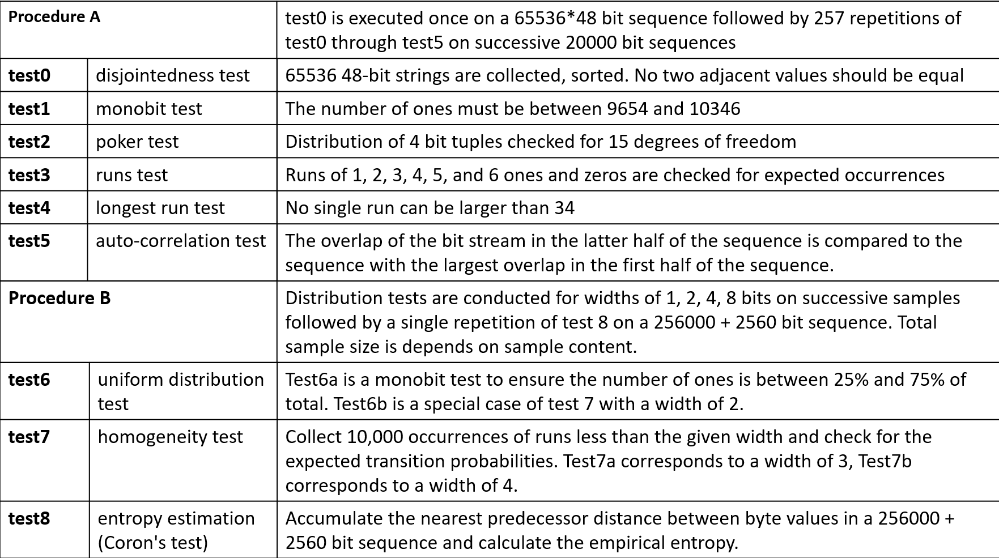 Procedure A
test0 is executed once on a 65536*48 bit sequence followed by 257 repetitions of
test0 through test5 on successive 20000 bit sequences
test0 disjointedness test 65536 48-bit strings are collected, sorted. No two adjacent values should be equal
test1 monobit test The number of ones must be between 9654 and 10346
test2 poker test Distribution of 4 bit tuples checked for 15 degrees of freedom
test3 runs test Runs of 1, 2, 3, 4, 5, and 6 ones and zeros are checked for expected occurrences
test4 longest run test No single run can be larger than 34
test5 auto-correlation test The overlap of the bit stream in the latter half of the sequence is compared to the
sequence with the largest overlap in the first half of the sequence.
Procedure B Distribution tests are conducted for widths of 1, 2, 4, 8 bits on successive samples
followed by a single repetition of test 8 on a 256000 + 2560 bit sequence. Total
sample size is depends on sample content.
test6 uniform distribution
test
Test6a is a monobit test to ensure the number of ones is between 25% and 75% of
total. Test6b is a special case of test 7 with a width of 2.
test7 homogeneity test Collect 10,000 occurrences of runs less than the given width and check for the
expected transition probabilities. Test7a corresponds to a width of 3, Test7b
corresponds to a width of 4.
test8 entropy estimation
(Coron's test)
Accumulate the nearest predecessor distance between byte values in a 256000 +
2560 bit sequence and calculate the empirical entropy.